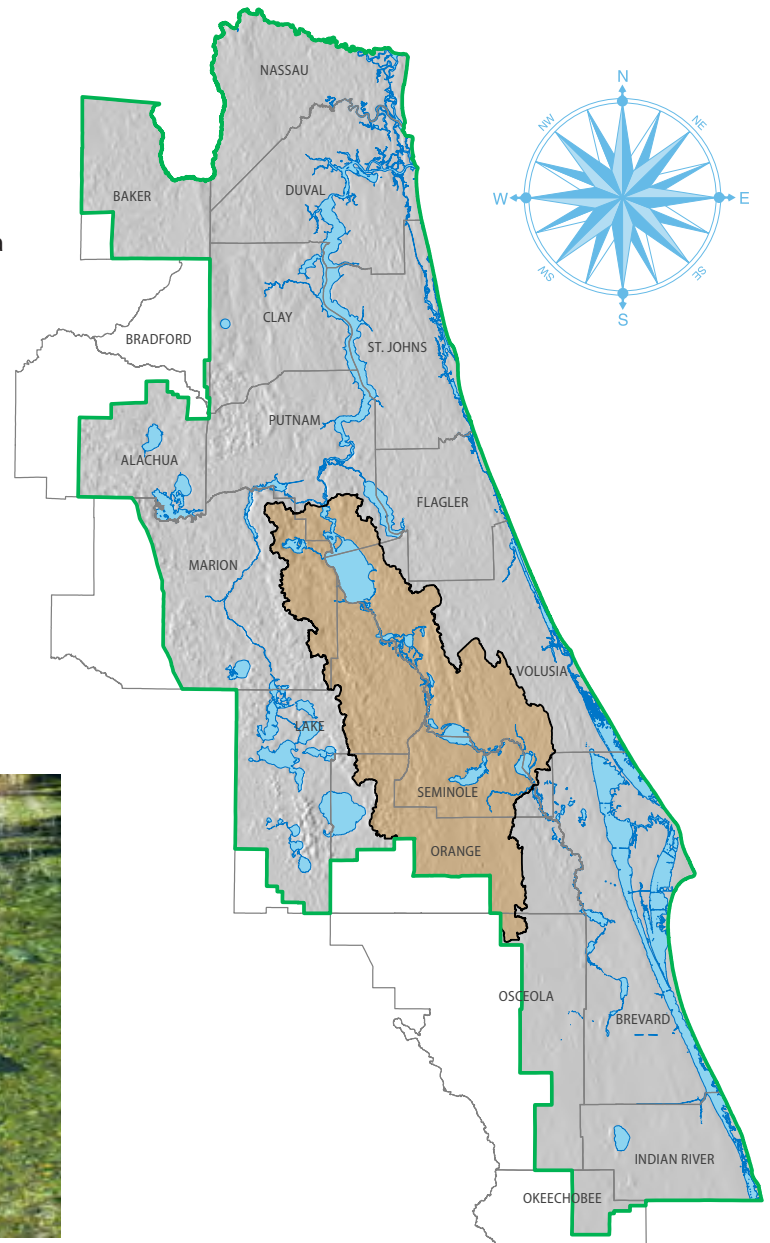 NASSAU
N
NW
NE
BAKER
DUVAL
W
E
n
SW
SE
S
CLAY
BRADFORD
ST. JOHNS
PUTNAM
ALACHUA
FLAGLER
MARION
VOLUSIA
LAKE
SEMINOLE
ORANGE
OSCEOLA
BREVARD
INDIAN RIVER
OKEECHOBEE